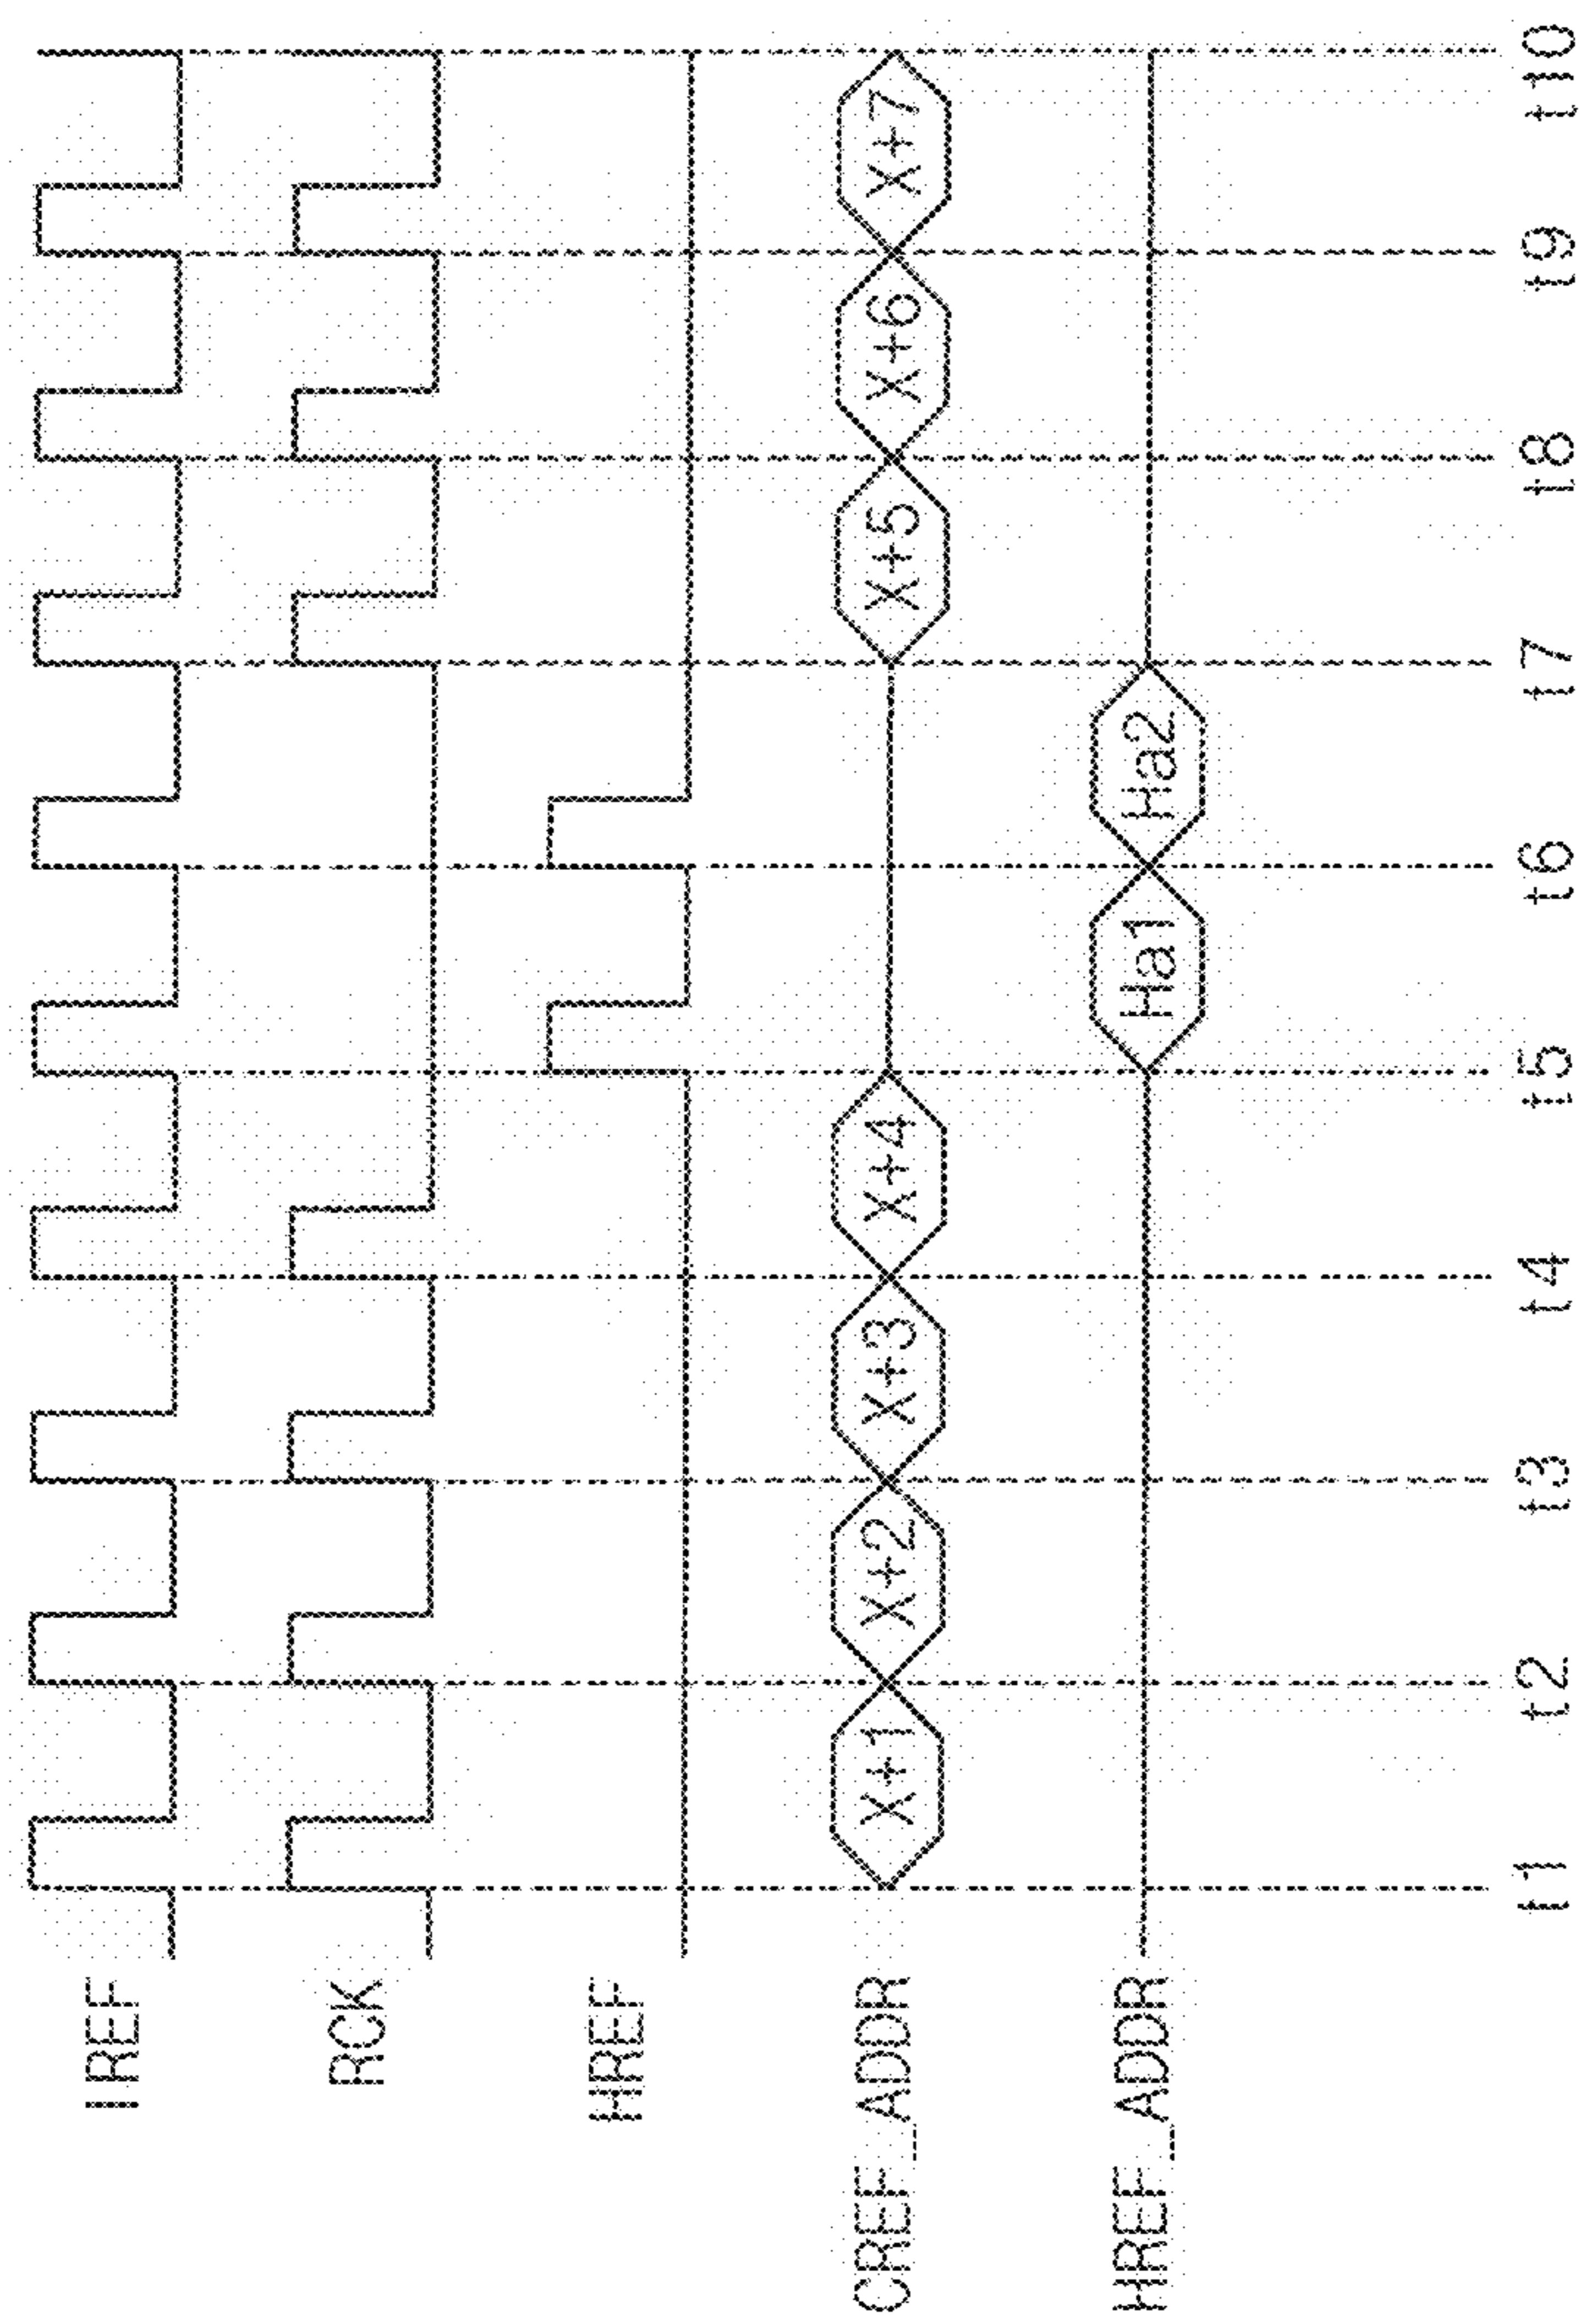 IREF
RCK
HREF
CREF_ADDR X+1 X+2 X+3 X+4 X+5 X+6 X+7
HREF_ADDR Ha1 Ha2
t1 t2 t3 t4 t5 t6 t7 t8 t9 t10